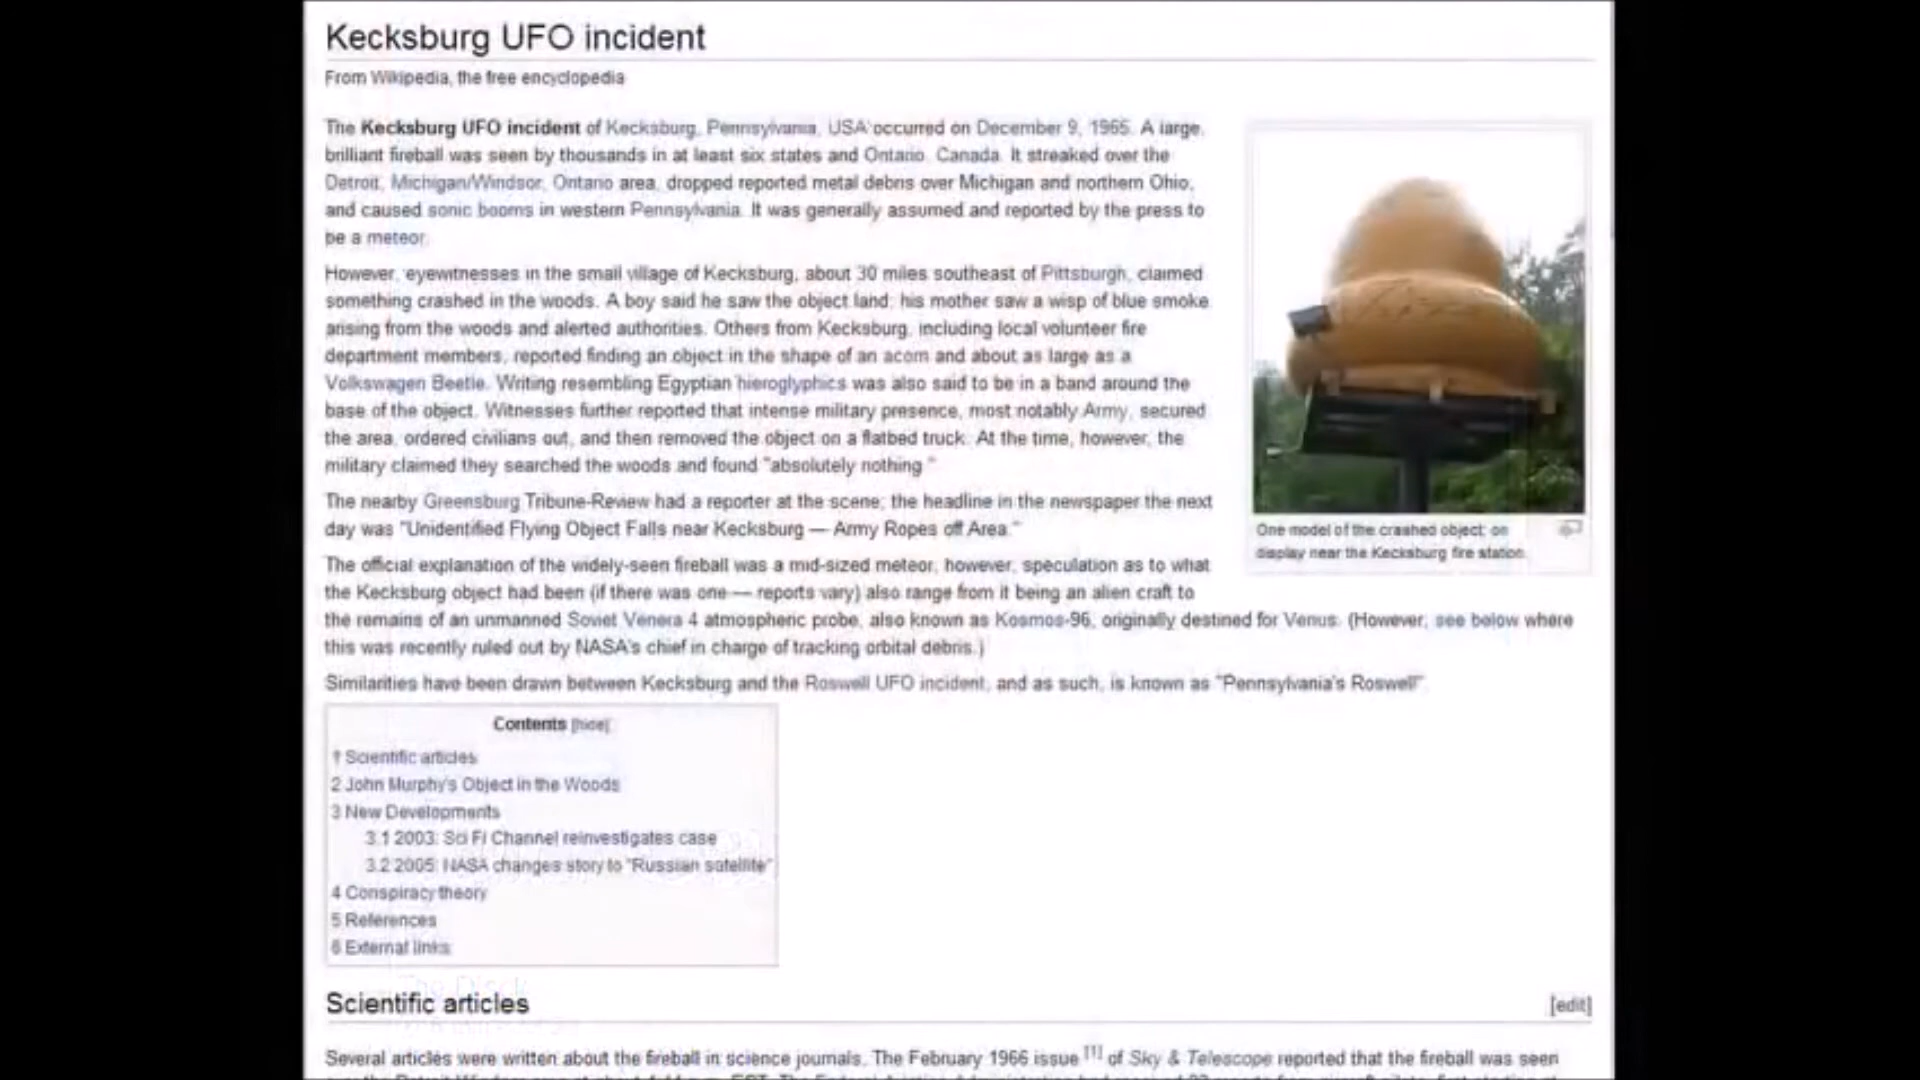 Kecksburg UFO incident
From Wikipedia, the free encyclopedia
The Kecksburg UFO incident of Kecksburg, Pennsylvania, USA occurred on December 9, 1965. A large,
brilliant fireball was seen by thousands in at least six states and Ontario, Canada. It streaked over the
Detroit, Michigan/Windsor, Ontario area, dropped reported metal debris over Michigan and northern Ohio,
and caused sonic booms in western Pennsylvania. It was generally assumed and reported by the press to
be a meteor.
However, eyewitnesses in the small village of Kecksburg, about 30 miles southeast of Pittsburgh, claimed
something crashed in the woods. A boy said he saw the object land; his mother saw a wisp of blue smoke
arising from the woods and alerted authorities. Others from Kecksburg, including local volunteer fire
department members, reported finding an object in the shape of an acorn and about as large as a
Volkswagen Beetle. Writing resembling Egyptian hieroglyphics was also said to be in a band around the
base of the object. Witnesses further reported that intense military presence, most notably Army, secured
the area, ordered civilians out, and then removed the object on a flatbed truck. At the time, however, the
military claimed they searched the woods and found "absolutely nothing."
The nearby Greensburg Tribune-Review had a reporter at the scene; the headline in the newspaper the next
day was "Unidentified Flying Object Falls near Kecksburg — Army Ropes off Area."
The official explanation of the widely-seen fireball was a mid-sized meteor, however, speculation as to what
the Kecksburg object had been (if there was one — reports vary) also range from it being an alien craft to
the remains of an unmanned Soviet Venera 4 atmospheric probe, also known as Kosmos-96, originally destined for Venus. (However, see below where
this was recently ruled out by NASA's chief in charge of tracking orbital debris.)
Similarities have been drawn between Kecksburg and the Roswell UFO incident, and as such, is known as "Pennsylvania's Roswell".
One model of the crashed object, on
display near the Kecksburg fire station.
Contents [hide]
1 Scientific articles
2 John Murphy's Object in the Woods
3 New Developments
3.1 2003: Sci Fi Channel reinvestigates case
3.2 2005: NASA changes story to "Russian satellite"
4 Conspiracy theory
5 References
6 External links
Scientific articles [edit]
Several articles were written about the fireball in science journals. The February 1966 issue [1] of Sky & Telescope reported that the fireball was seen